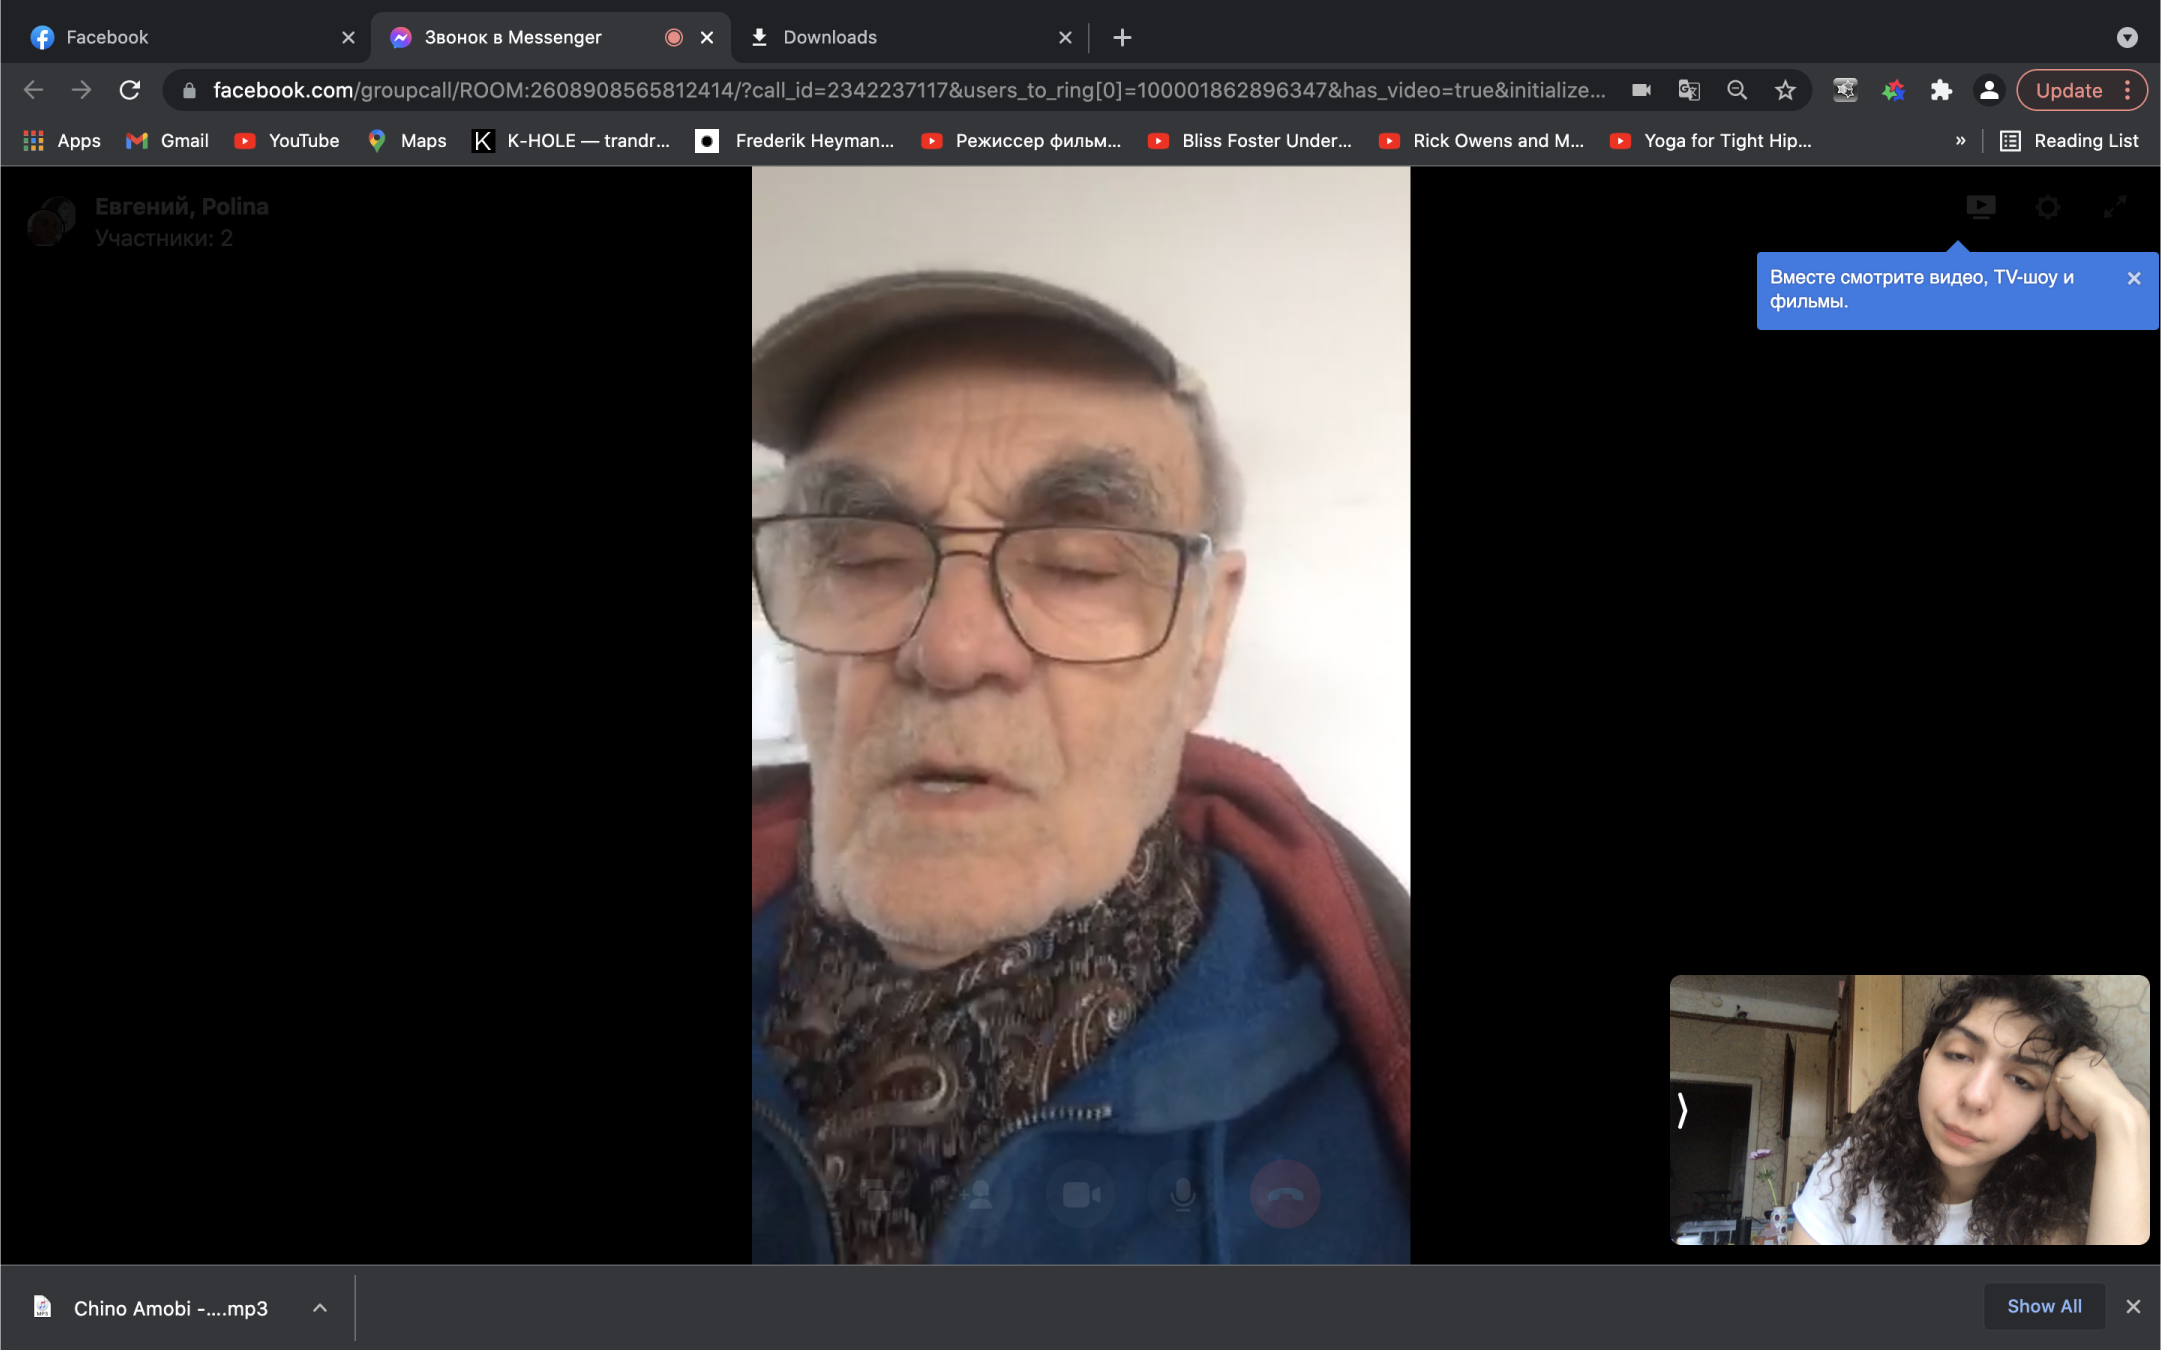 Facebook
Звонок в Messenger
Downloads
facebook.com/groupcall/ROOM:2608908565812414/?call_id=2342237117&users_to_ring[0]=100001862896347&has_video=true&initialize...
Update
Apps
Gmail
YouTube
Maps
K-HOLE — trandr...
Frederik Heyman...
Режиссер фильм...
Bliss Foster Under...
Rick Owens and M...
Yoga for Tight Hip...
»
Reading List
Евгений, Polina
Участники: 2
Вместе смотрите видео, TV-шоу и
фильмы.
Chino Amobi -....mp3
Show All